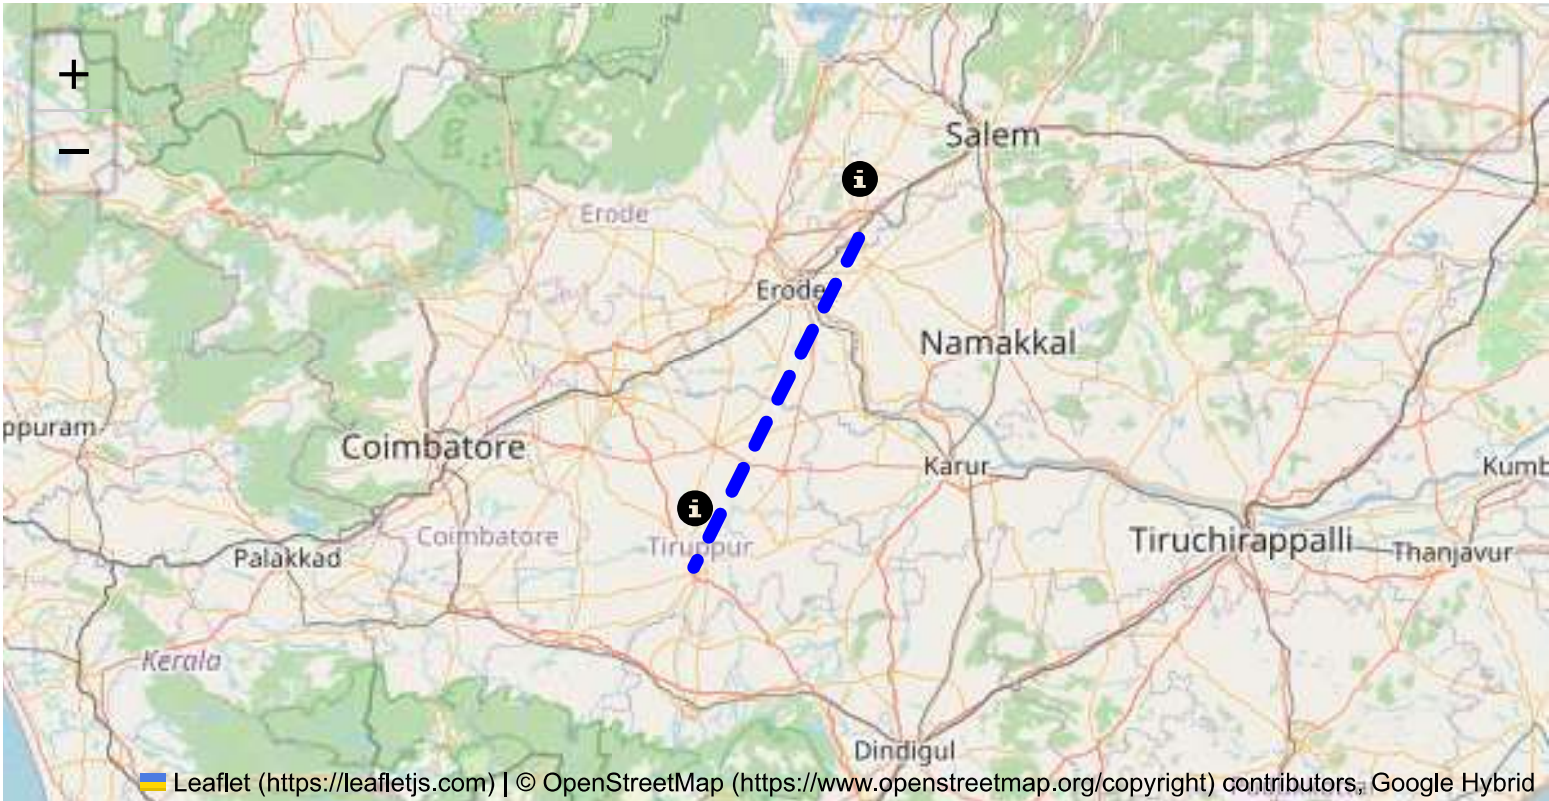 +
−
Salem
Erode
Erode
Namakkal
ppuram
Coimbatore
Karur
Kumb
Coimbatore
Tiruppur
Palakkad
Tiruchirappalli
Thanjavur
Kerala
Dindigul
Leaflet (https://leafletjs.com) | © OpenStreetMap (https://www.openstreetmap.org/copyright) contributors, Google Hybrid